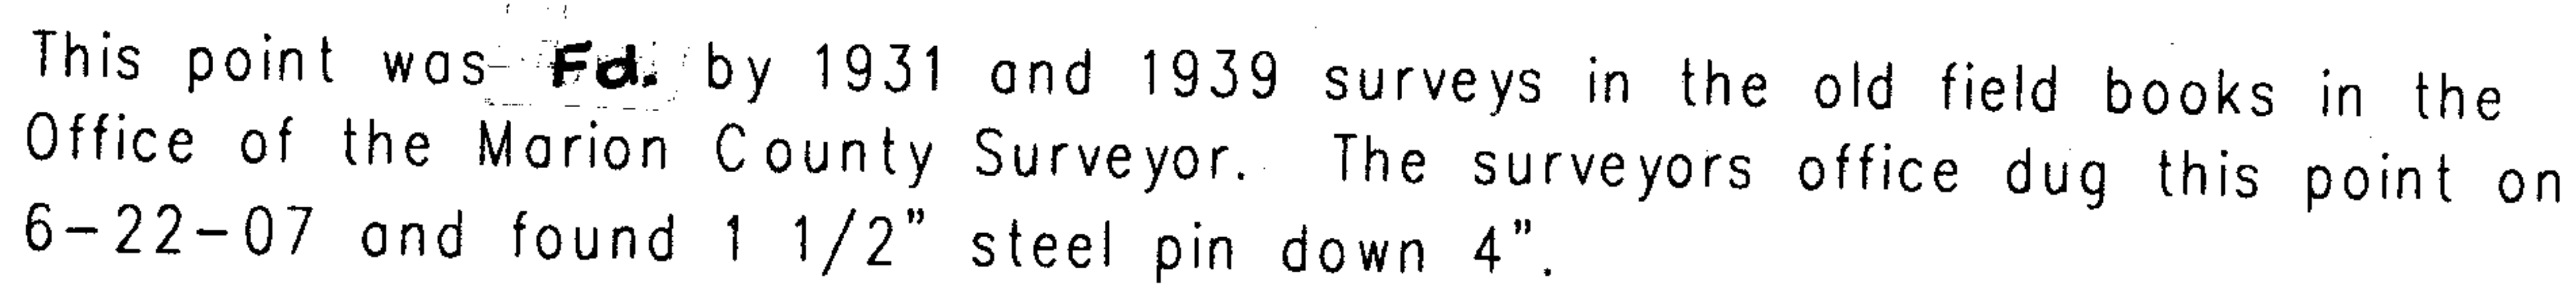 This point was Fd. by 1931 and 1939 surveys in the old field books in the
Office of the Marion County Surveyor. The surveyors office dug this point on
6-22-07 and found 1 1/2" steel pin down 4".